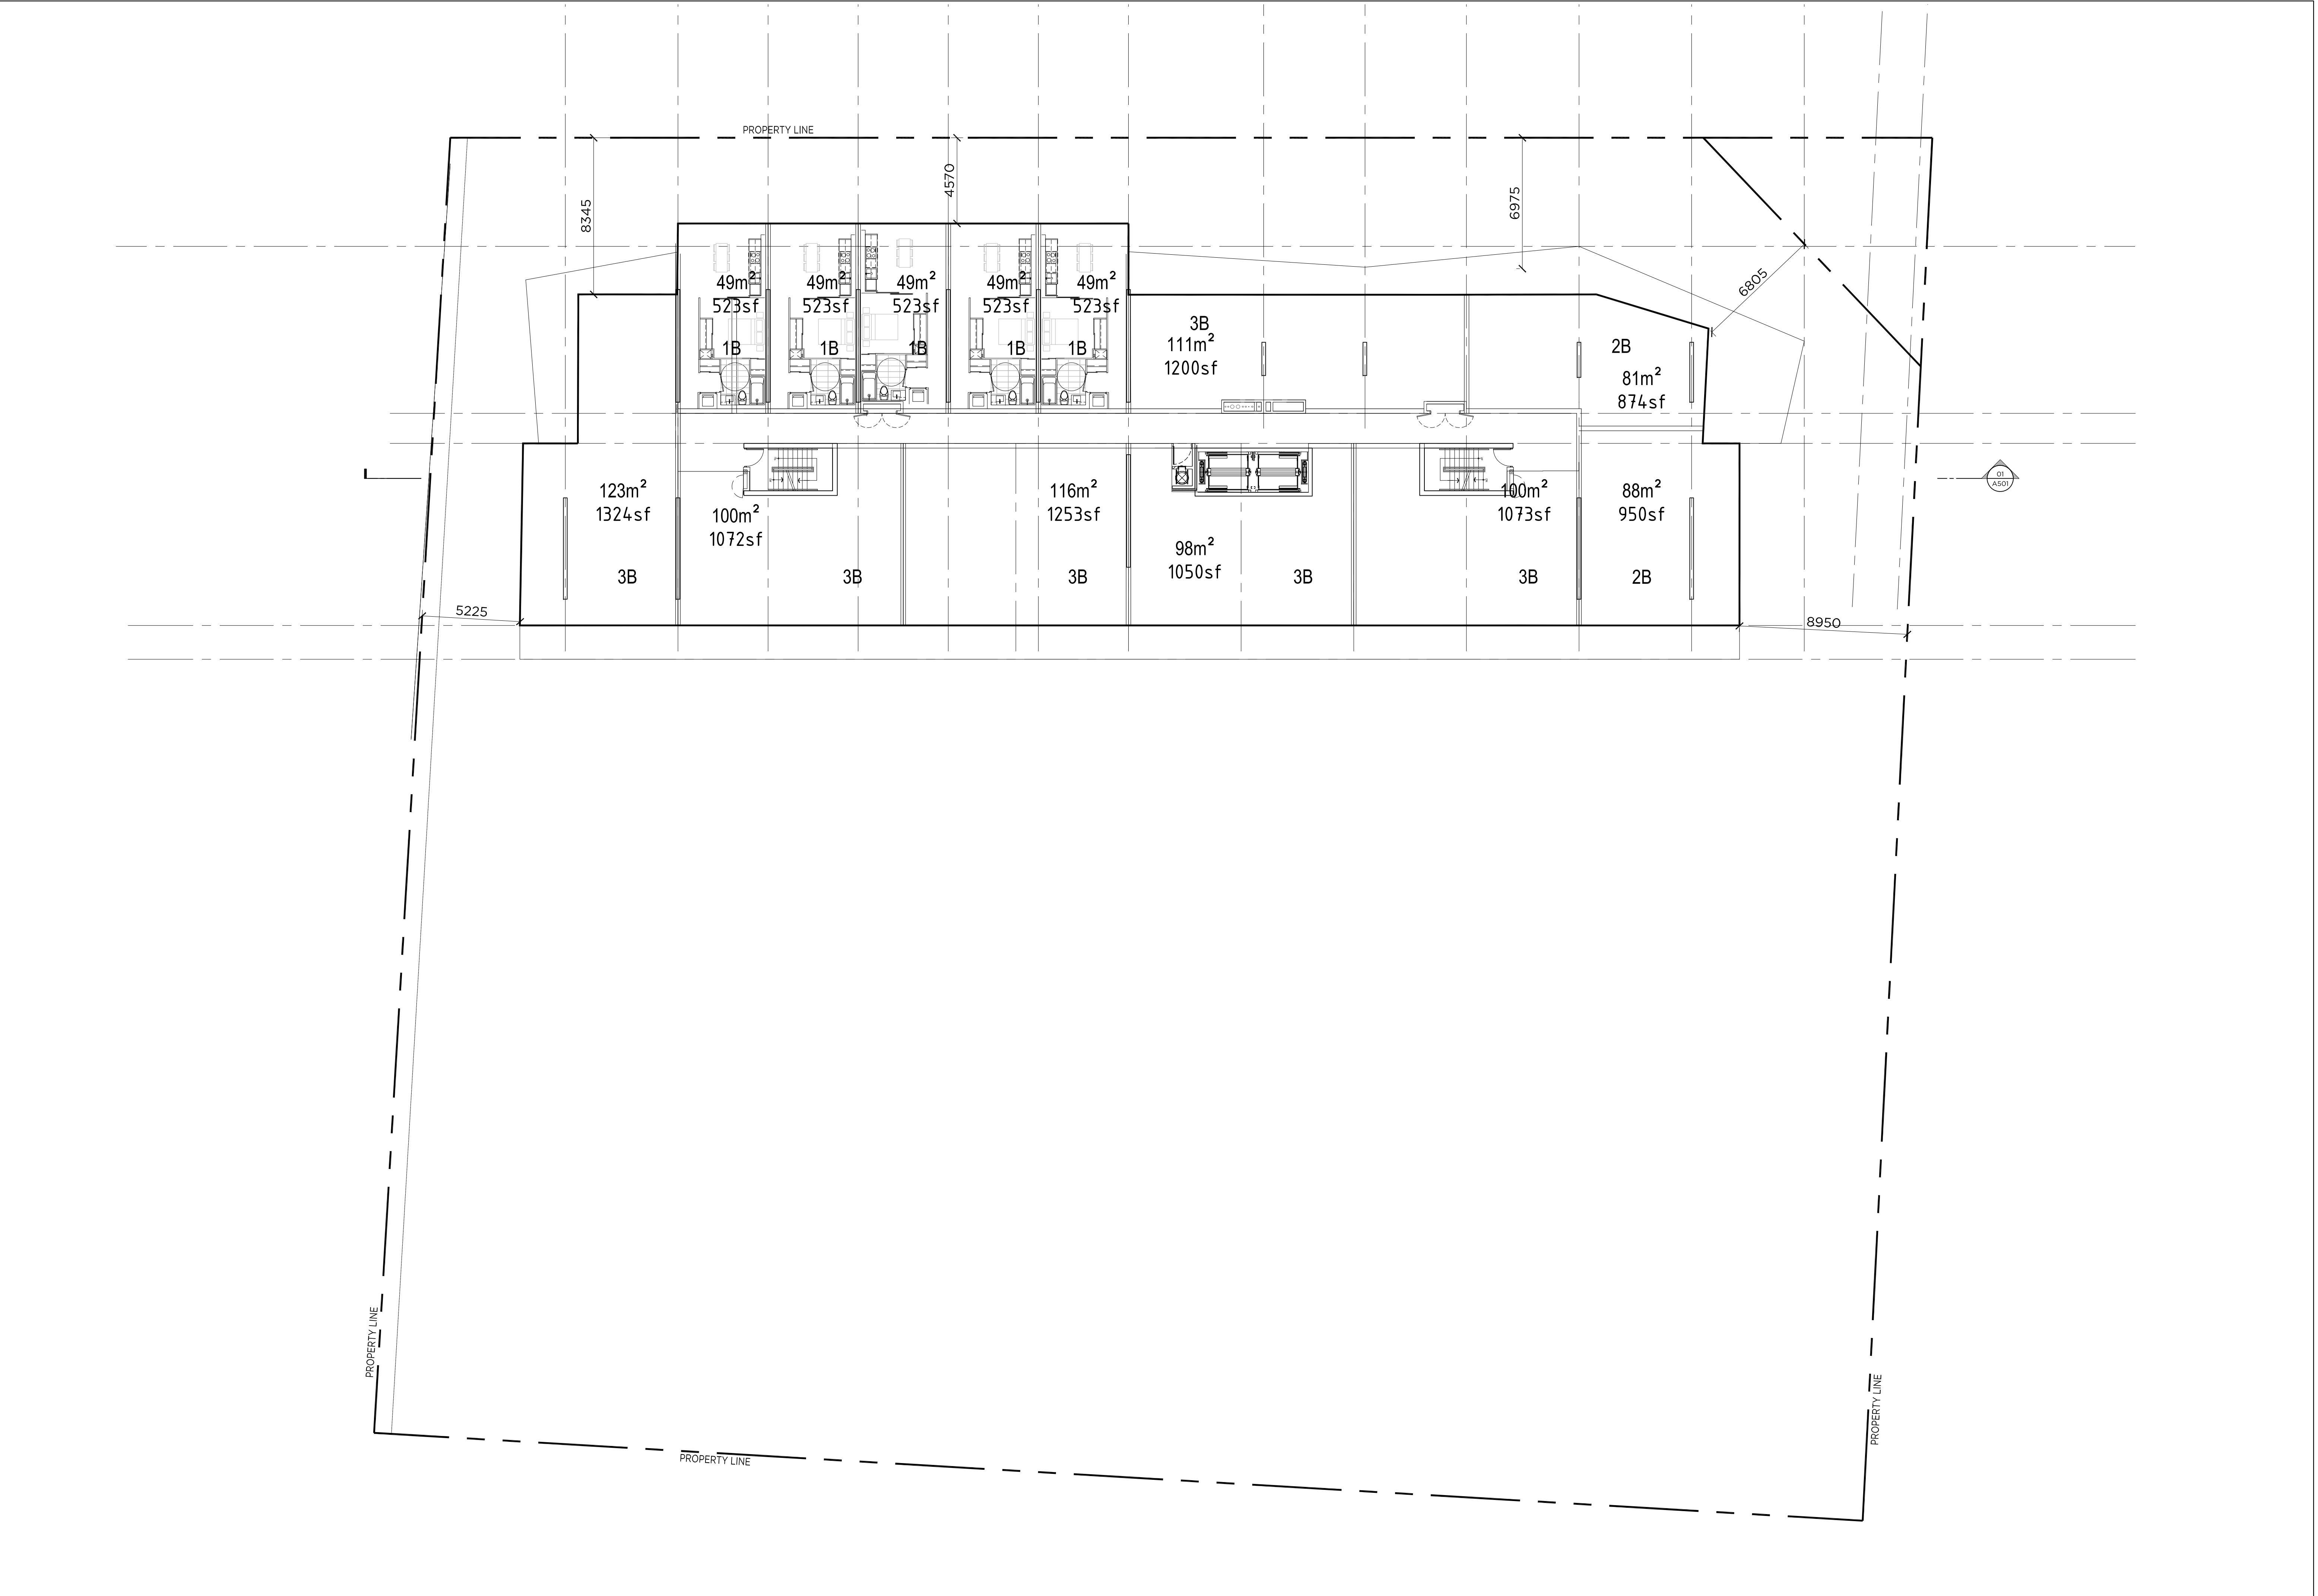 PROPERTY LINE
8345
4570
6975
6805
49m²
523sf
1B
49m²
523sf
1B
49m²
523sf
1B
49m²
523sf
1B
49m²
523sf
1B
3B
111m²
1200sf
2B
81m²
874sf
123m²
1324sf
3B
100m²
1072sf
3B
116m²
1253sf
3B
98m²
1050sf
3B
100m²
1073sf
3B
88m²
950sf
2B
01
A501
5225
8950
PROPERTY LINE
PROPERTY LINE
PROPERTY LINE